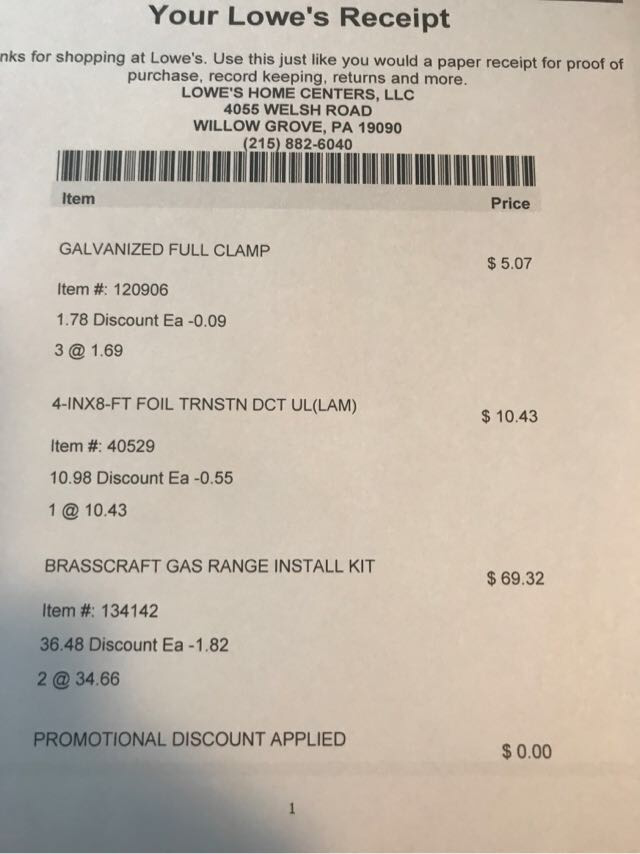 Your Lowe's Receipt
nks for shopping at Lowe's. Use this just like you would a paper receipt for proof of
purchase, record keeping, returns and more.
LOWE'S HOME CENTERS, LLC
4055 WELSH ROAD
WILLOW GROVE, PA 19090
(215) 882-6040
Item Price
GALVANIZED FULL CLAMP
$ 5.07
Item #: 120906
1.78 Discount Ea -0.09
3 @ 1.69
4-INX8-FT FOIL TRNSTN DCT UL(LAM)
$ 10.43
Item #: 40529
10.98 Discount Ea -0.55
1 @ 10.43
BRASSCRAFT GAS RANGE INSTALL KIT
$ 69.32
Item #: 134142
36.48 Discount Ea -1.82
2 @ 34.66
PROMOTIONAL DISCOUNT APPLIED
$ 0.00
1